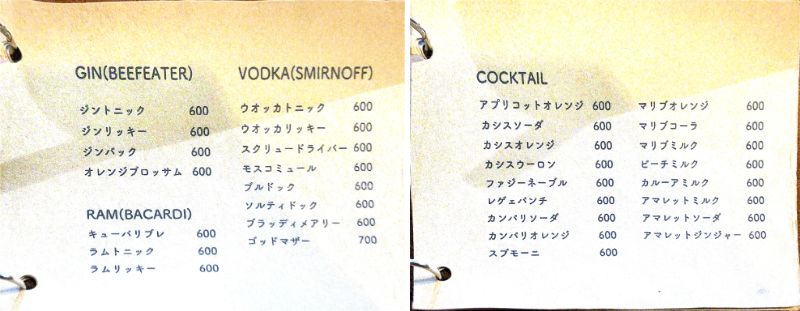 GIN(BEEFEATER)
ジントニック 600
ジンリッキー 600
ジンバック 600
オレンジブロッサム 600
RAM(BACARDI)
キューバリブレ 600
ラムトニック 600
ラムリッキー 600
VODKA(SMIRNOFF)
ウオッカトニック 600
ウオッカリッキー 600
スクリュードライバー 600
モスコミュール 600
ブルドック 600
ソルティドック 600
ブラッディメアリー 600
ゴッドマザー 700
COCKTAIL
アプリコットオレンジ 600
カシスソーダ 600
カシスオレンジ 600
カシスウーロン 600
ファジーネーブル 600
レゲエパンチ 600
カンパリソーダ 600
カンパリオレンジ 600
スプモーニ 600
マリブオレンジ 600
マリブコーラ 600
マリブミルク 600
ピーチミルク 600
カルーアミルク 600
アマレットミルク 600
アマレットソーダ 600
アマレットジンジャー 600